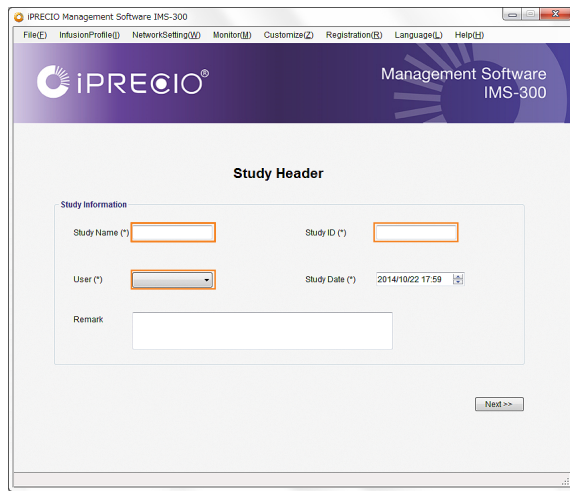 iPRECIO Management Software IMS-300
File(F) InfusionProfile(I) NetworkSetting(W) Monitor(M) Customize(Z) Registration(R) Language(L) Help(H)
iPRECIO®
Management Software
IMS-300
Study Header
Study Information
Study Name (*) Study ID (*)
User (*) Study Date (*) 2014/10/22 17:59
Remark
Next >>